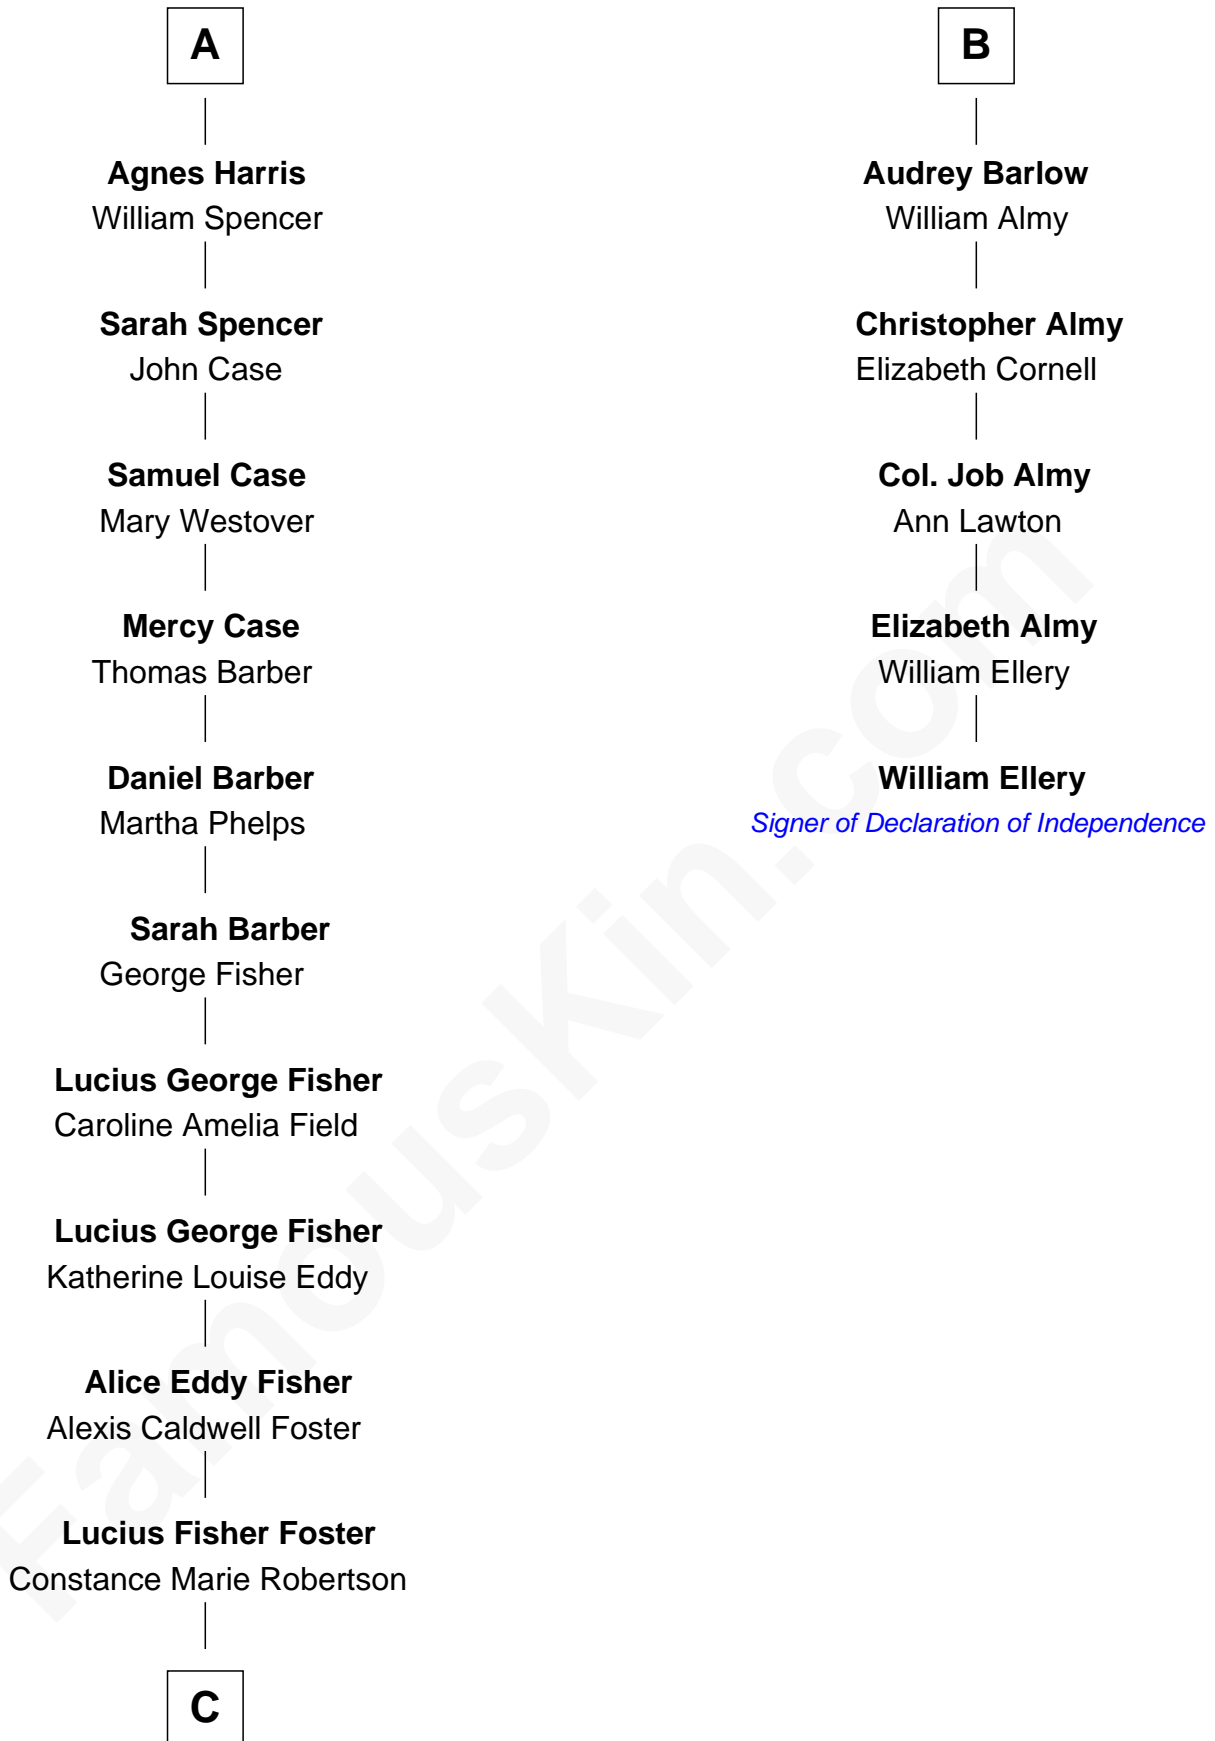 A
Agnes Harris
William Spencer
Sarah Spencer
John Case
Samuel Case
Mary Westover
Mercy Case
Thomas Barber
Daniel Barber
Martha Phelps
Sarah Barber
George Fisher
Lucius George Fisher
Caroline Amelia Field
Lucius George Fisher
Katherine Louise Eddy
Alice Eddy Fisher
Alexis Caldwell Foster
Lucius Fisher Foster
Constance Marie Robertson
C
B
Audrey Barlow
William Almy
Christopher Almy
Elizabeth Cornell
Col. Job Almy
Ann Lawton
Elizabeth Almy
William Ellery
William Ellery
Signer of Declaration of Independence
FamousKin.com